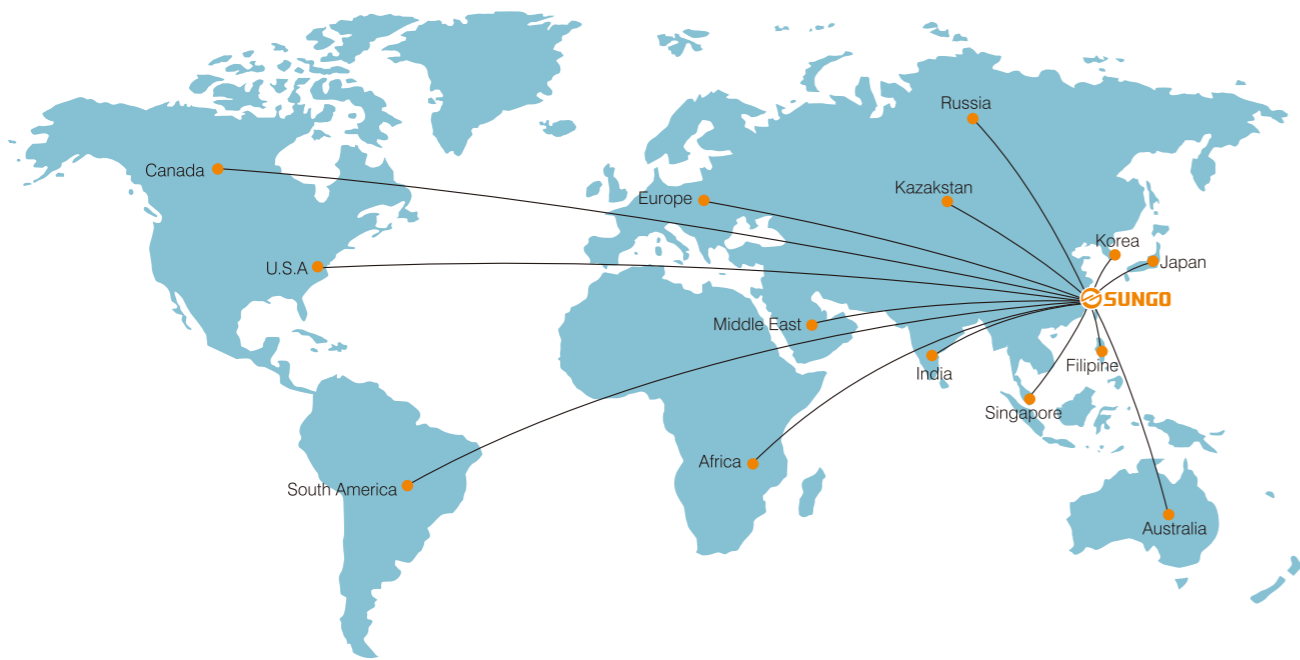 Russia
Canada
Kazakstan
Europe
Korea
Japan
U.S.A
SUNGO
Middle East
Filipine
India
Singapore
Africa
South America
Australia